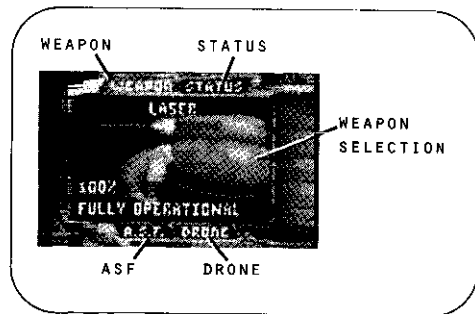 WEAPON STATUS
WEAPON STATUS
LASER
WEAPON
SELECTION
100%
FULLY OPERATIONAL
A.S.F. DRONE
ASF DRONE